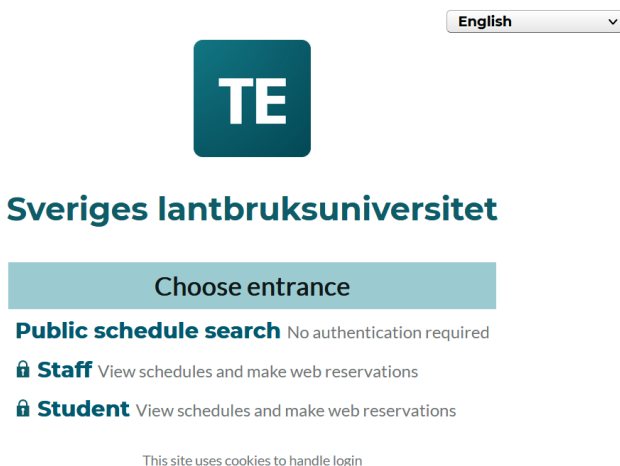 English
TE
Sveriges lantbruksuniversitet
Choose entrance
Public schedule search No authentication required
Staff View schedules and make web reservations
Student View schedules and make web reservations
This site uses cookies to handle login